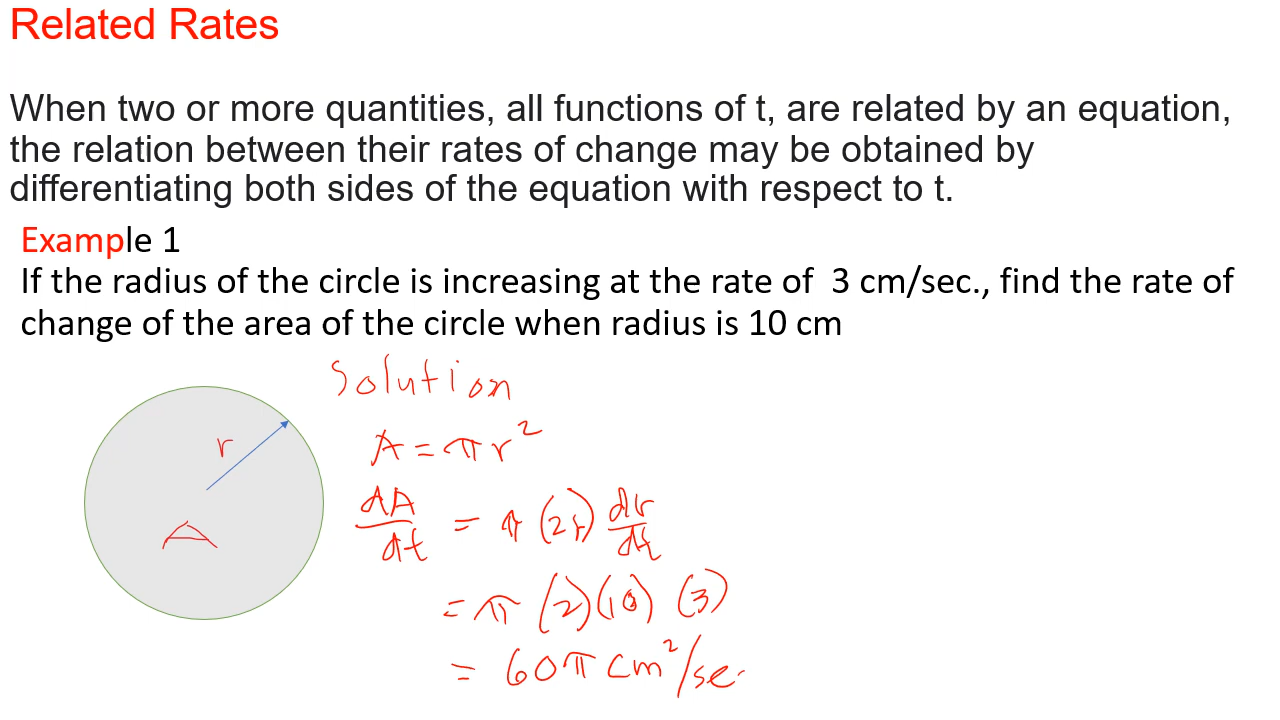 Related Rates
When two or more quantities, all functions of t, are related by an equation,
the relation between their rates of change may be obtained by
differentiating both sides of the equation with respect to t.
Example 1
If the radius of the circle is increasing at the rate of 3 cm/sec., find the rate of
change of the area of the circle when radius is 10 cm
Solution
r
A
A = πr²
dA/dt = π(2r) dr/dt
= π(2)(10)(3)
= 60π cm²/sec